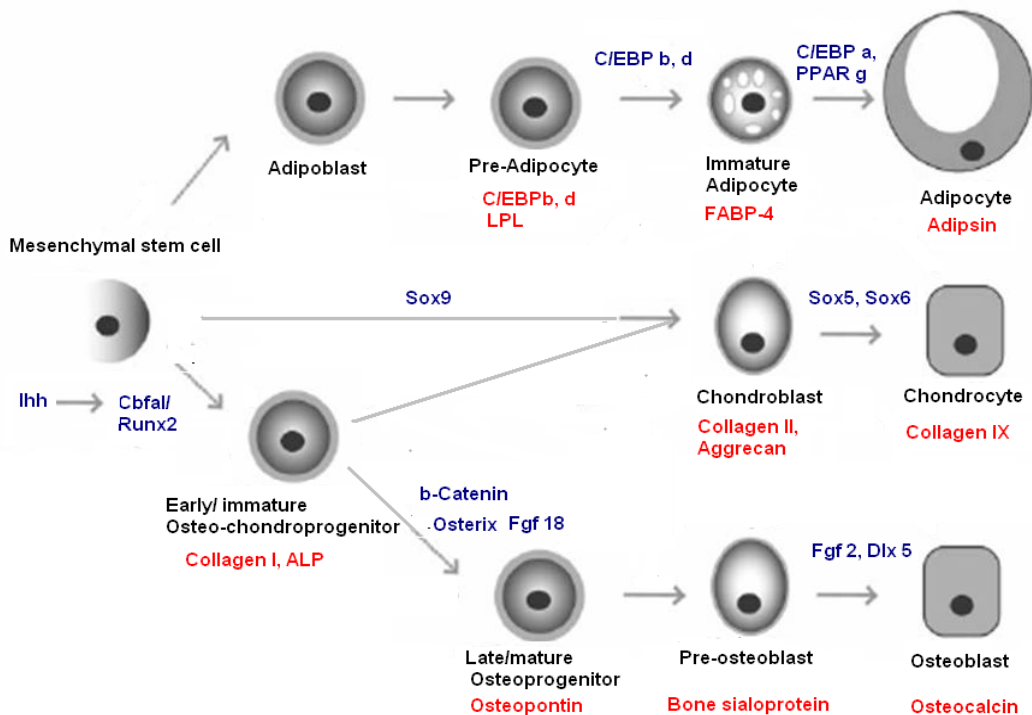 C/EBP b, d
C/EBP a,
PPAR g
Adipoblast
Pre-Adipocyte
C/EBPb, d
LPL
Immature
Adipocyte
FABP-4
Adipocyte
Adipsin
Mesenchymal stem cell
Sox9
Sox5, Sox6
Ihh
Cbfal/
Runx2
Chondroblast
Collagen II,
Aggrecan
Chondrocyte
Collagen IX
Early/ immature
Osteo-chondroprogenitor
Collagen I, ALP
b-Catenin
Osterix Fgf 18
Fgf 2, Dlx 5
Late/mature
Osteoprogenitor
Osteopontin
Pre-osteoblast
Bone sialoprotein
Osteoblast
Osteocalcin